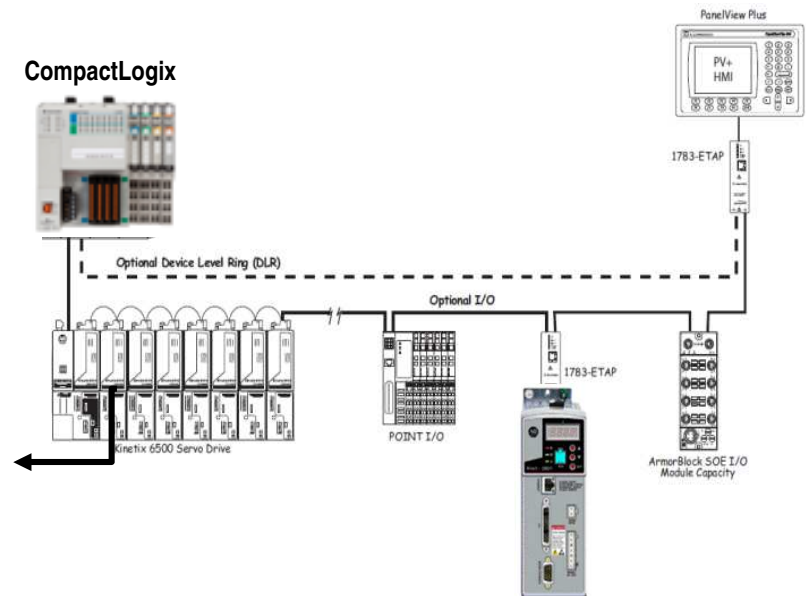 PanelView Plus
CompactLogix
PV+
HMI
1783-ETAP
Optional Device Level Ring (DLR)
Optional I/O
1783-ETAP
POINT I/O
Kinetix 6500 Servo Drive
ArmorBlock SOE I/O
Module Capacity